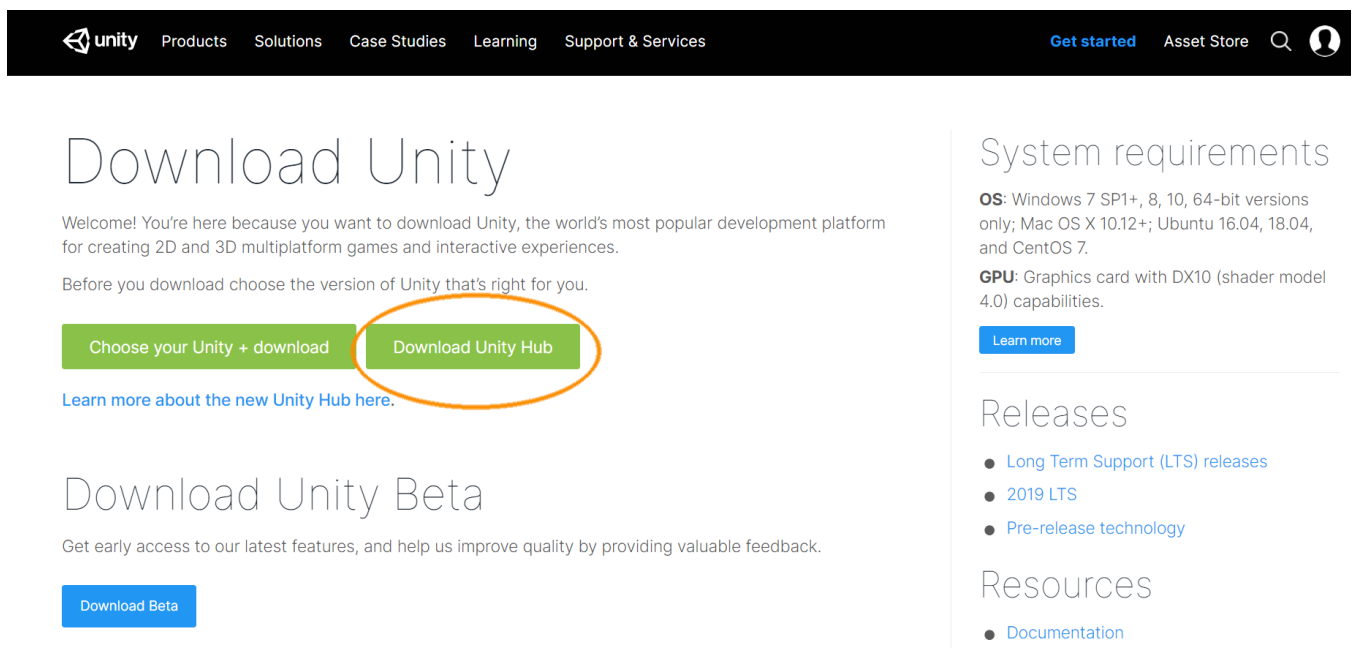 unity Products Solutions Case Studies Learning Support & Services Get started Asset Store
Download Unity
Welcome! You’re here because you want to download Unity, the world’s most popular development platform
for creating 2D and 3D multiplatform games and interactive experiences.
Before you download choose the version of Unity that’s right for you.
Choose your Unity + download Download Unity Hub
Learn more about the new Unity Hub here.
Download Unity Beta
Get early access to our latest features, and help us improve quality by providing valuable feedback.
Download Beta
System requirements
OS: Windows 7 SP1+, 8, 10, 64-bit versions
only; Mac OS X 10.12+; Ubuntu 16.04, 18.04,
and CentOS 7.
GPU: Graphics card with DX10 (shader model
4.0) capabilities.
Learn more
Releases
Long Term Support (LTS) releases
2019 LTS
Pre-release technology
Resources
Documentation